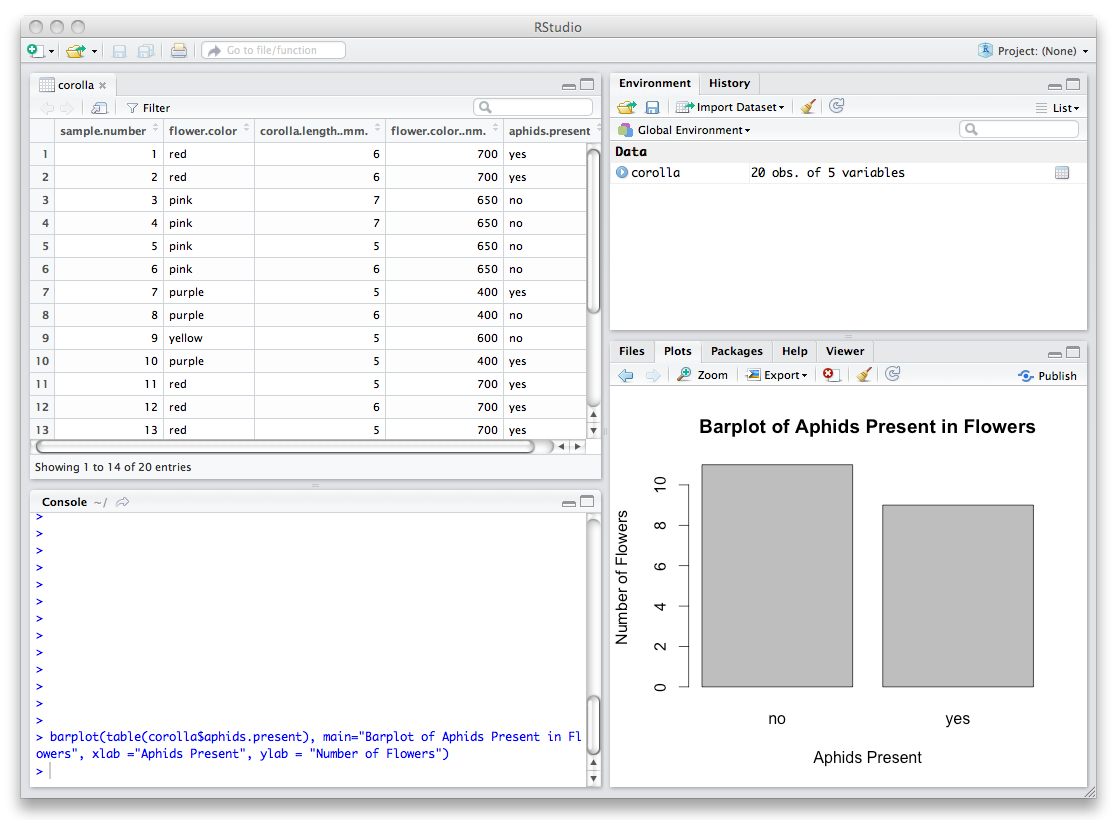 RStudio
Go to file/function
Project: (None)
corolla
Filter
sample.number flower.color corolla.length..mm. flower.color..nm. aphids.present
1 1 red 6 700 yes
2 2 red 6 700 yes
3 3 pink 7 650 no
4 4 pink 7 650 no
5 5 pink 5 650 no
6 6 pink 6 650 no
7 7 purple 5 400 yes
8 8 purple 6 400 no
9 9 yellow 5 600 no
10 10 purple 5 400 yes
11 11 red 5 700 yes
12 12 red 6 700 yes
13 13 red 5 700 yes
Showing 1 to 14 of 20 entries
Console ~/
>
>
>
>
>
>
>
>
>
>
>
>
>
> barplot(table(corolla$aphids.present), main="Barplot of Aphids Present in Fl
owers", xlab ="Aphids Present", ylab = "Number of Flowers")
>
Environment History
Import Dataset List
Global Environment
Data
corolla 20 obs. of 5 variables
Files Plots Packages Help Viewer
Zoom Export Publish
Barplot of Aphids Present in Flowers
Number of Flowers
10
8
6
4
2
0
no yes
Aphids Present